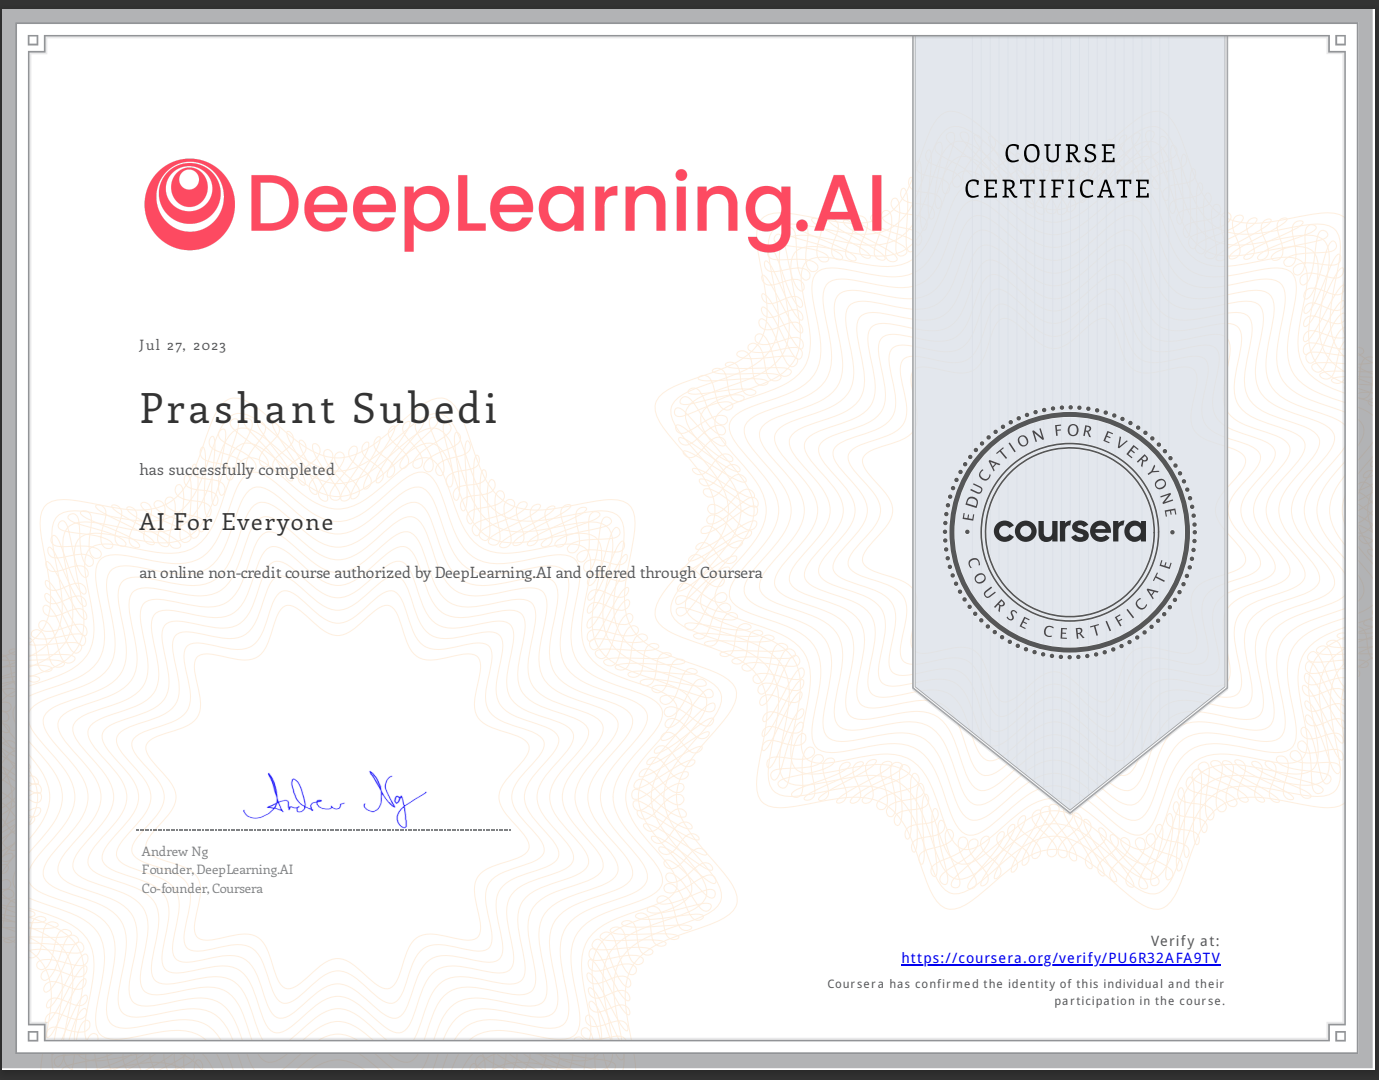 DeepLearning.AI
COURSE
CERTIFICATE
Jul 27, 2023
Prashant Subedi
has successfully completed
AI For Everyone
an online non-credit course authorized by DeepLearning.AI and offered through Coursera
EDUCATION FOR EVERYONE
coursera
COURSE CERTIFICATE
Andrew Ng
Andrew Ng
Founder, DeepLearning.AI
Co-founder, Coursera
Verify at:
https://coursera.org/verify/PU6R32AFA9TV
Coursera has confirmed the identity of this individual and their
participation in the course.